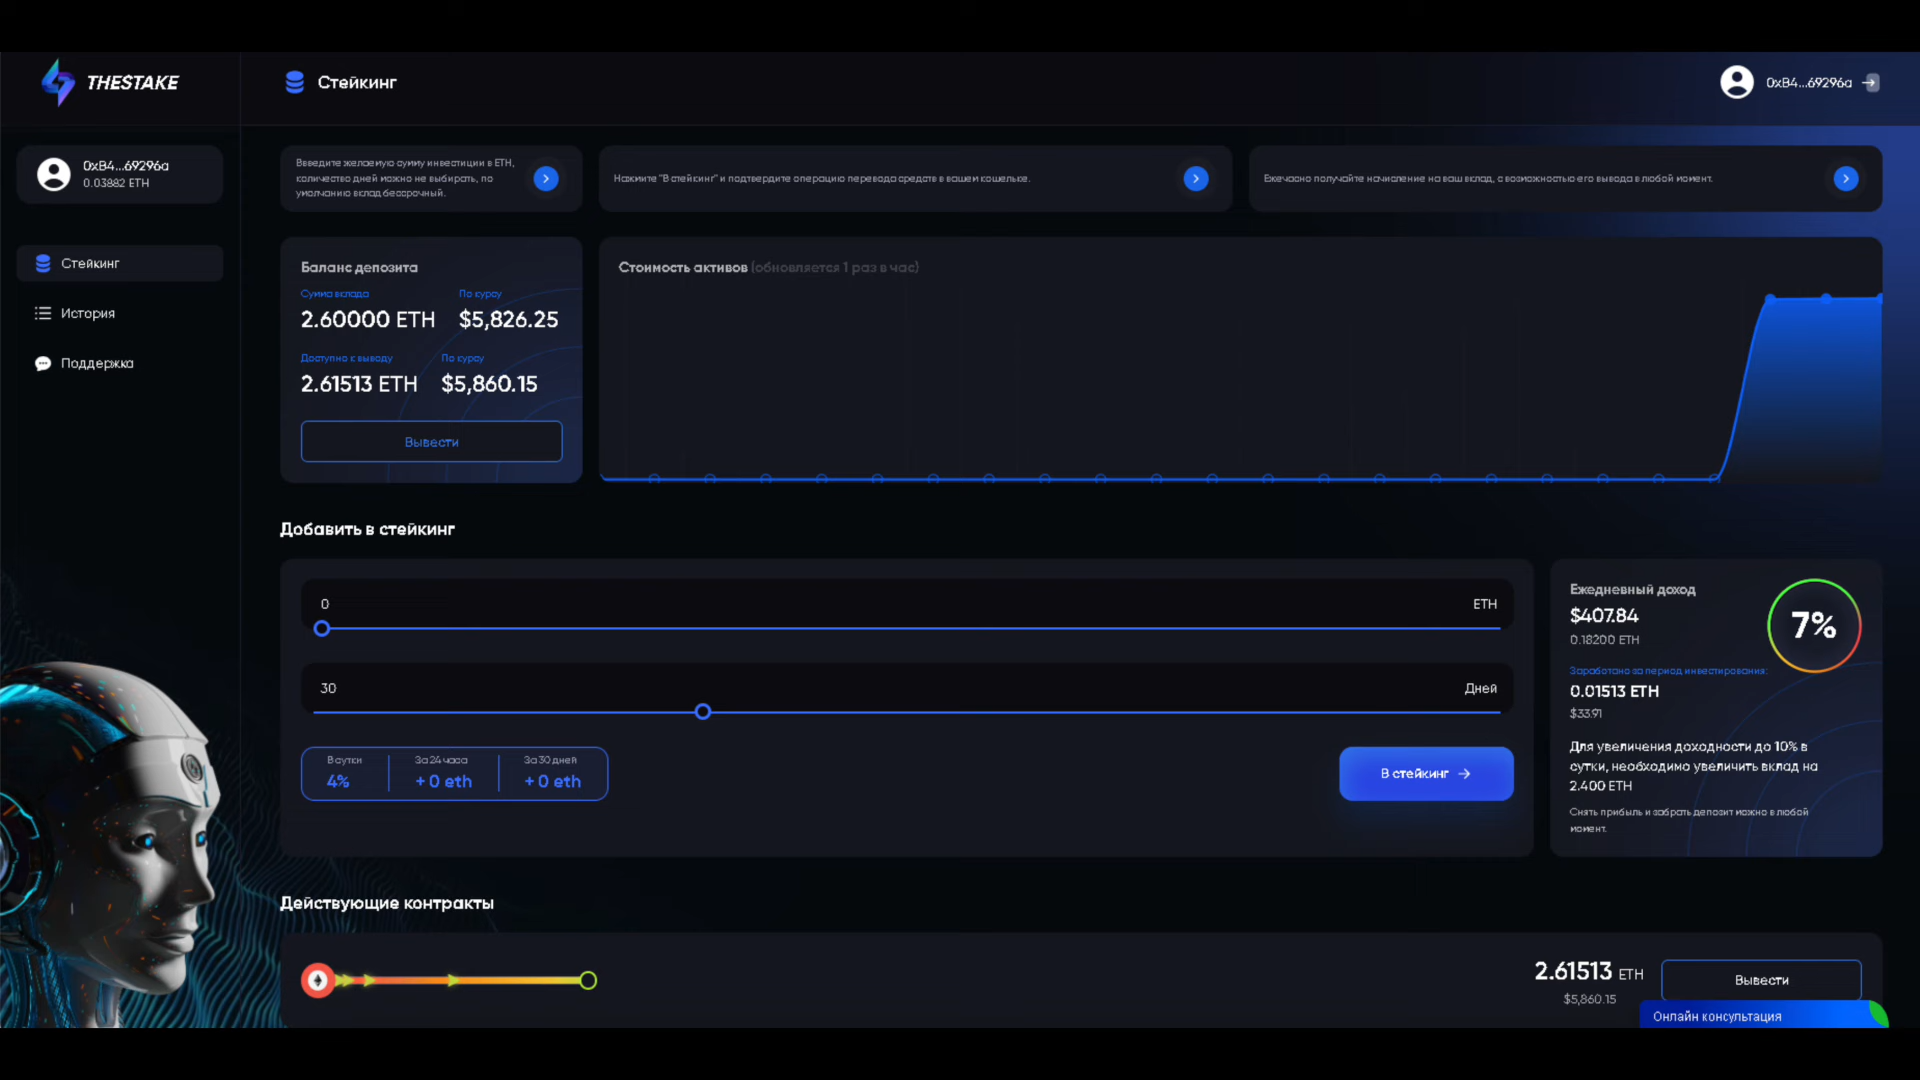 THESTAKE
Стейкинг
0xB4...69296a
0xB4...69296a
0.03882 ETH
Стейкинг
История
Поддержка
Введите желаемую сумму инвестиции в ETH,
количество дней можно не выбирать, по
умолчанию вклад бессрочный.
Нажмите "В стейкинг" и подтвердите операцию перевода средств в вашем кошельке.
Ежечасно получайте начисление на ваш вклад, с возможностью его вывода в любой момент.
Баланс депозита
Сумма вклада По курсу
2.60000 ETH $5,826.25
Доступно к выводу По курсу
2.61513 ETH $5,860.15
Вывести
Стоимость активов (обновляется 1 раз в час)
Добавить в стейкинг
0 ETH
30 Дней
В сутки За 24 часа За 30 дней
4% + 0 eth + 0 eth
В стейкинг
Ежедневный доход
$407.84
0.18200 ETH
7%
Заработано за период инвестирования:
0.01513 ETH
$33.91
Для увеличения доходности до 10% в
сутки, необходимо увеличить вклад на
2.400 ETH
Снять прибыль и забрать депозит можно в любой
момент.
Действующие контракты
2.61513 ETH
$5,860.15
Вывести
Онлайн консультация